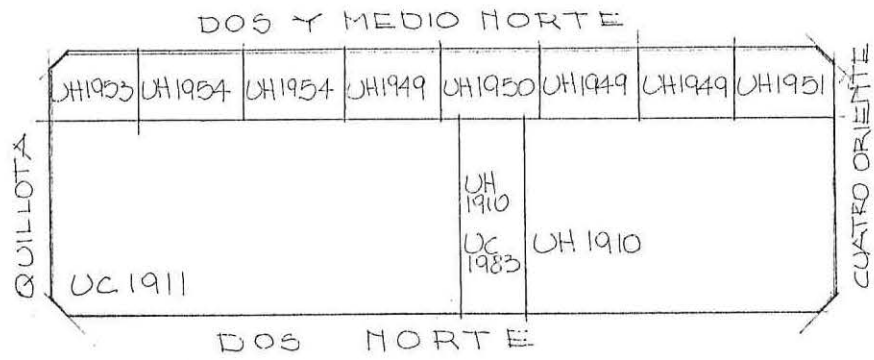 DOS Y MEDIO NORTE
UH1953 UH1954 UH1954 UH1949 UH1950 UH1949 UH1949 UH1951
QUILLOTA
CUATRO ORIENTE
UH
1910
UC
1983
UH 1910
UC 1911
DOS NORTE